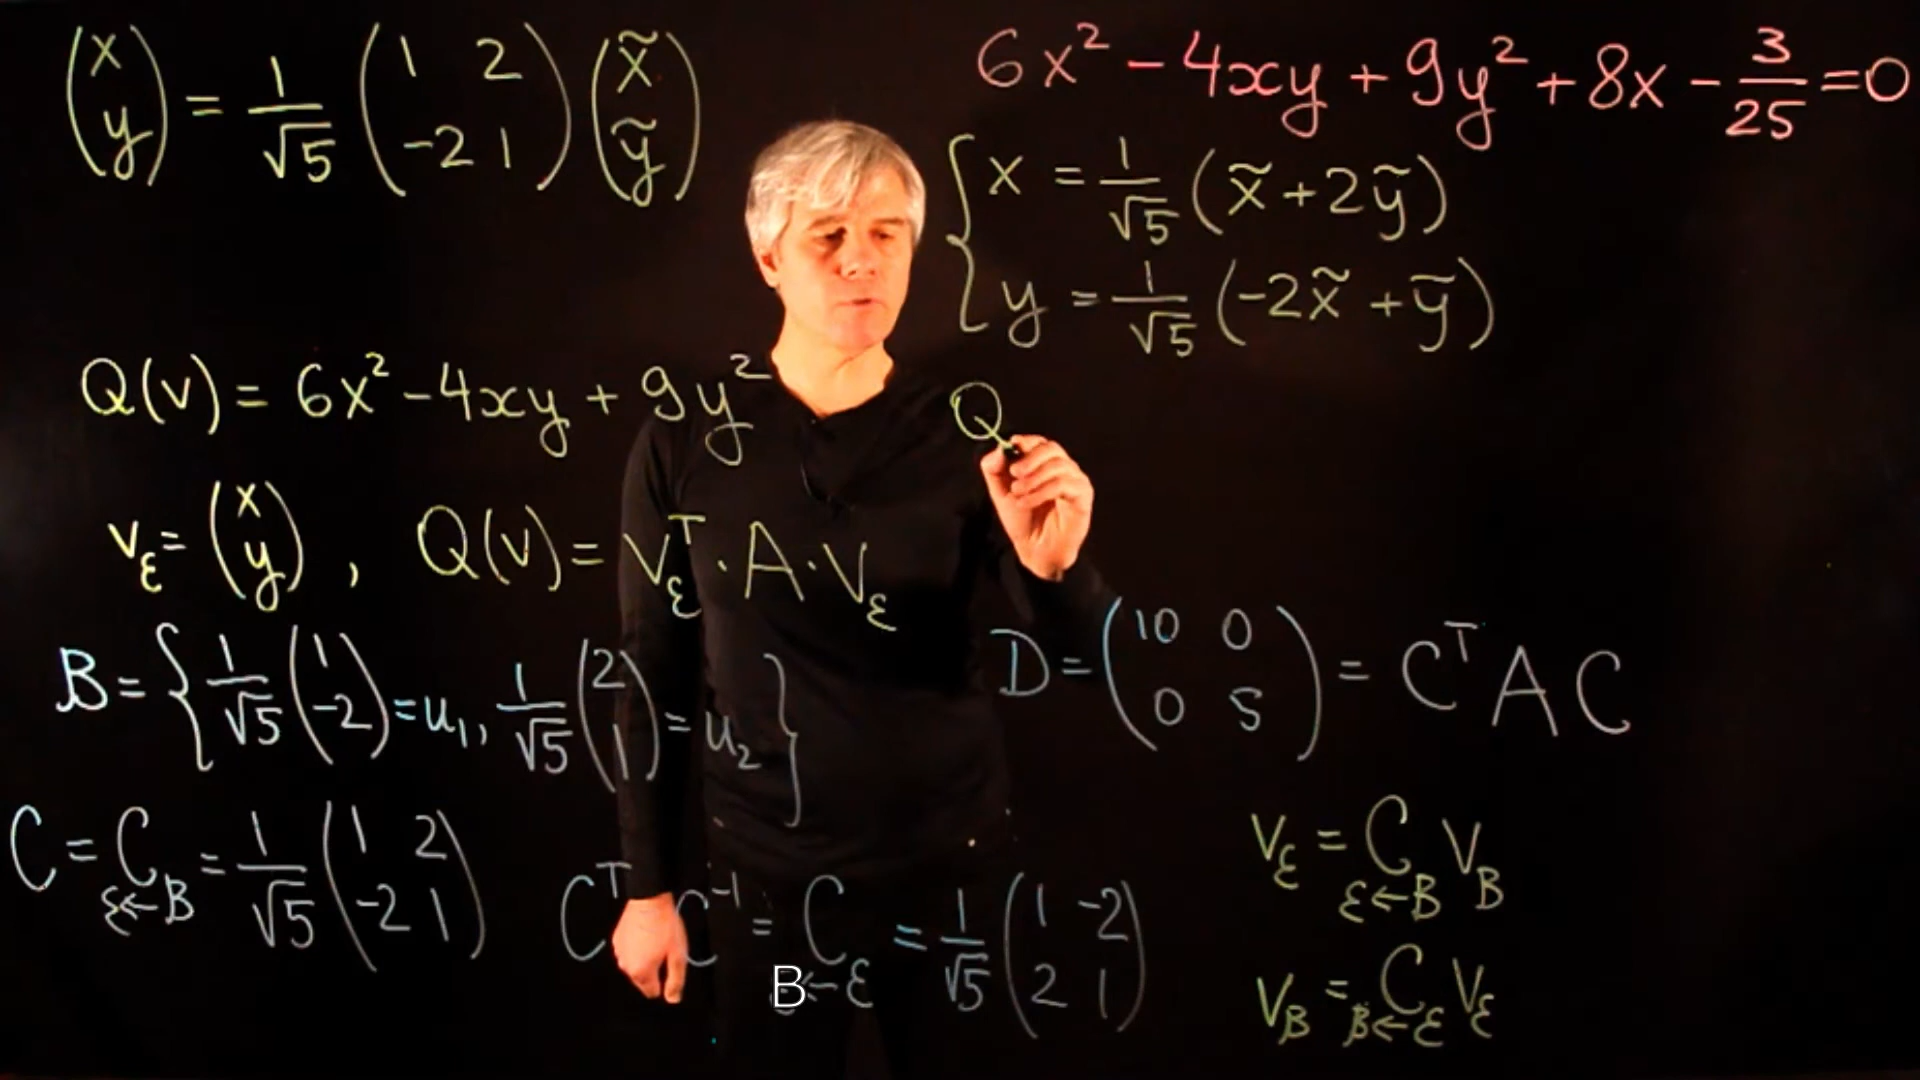 (x y) = 1/√5 (1 2 -2 1) (x̃ ỹ)
6x² - 4xy + 9y² + 8x - 3/25 = 0
{ x = 1/√5 (x̃ + 2ỹ)
y = 1/√5 (-2x̃ + ỹ)
Q(v) = 6x² - 4xy + 9y²
Q
v_ε = (x y), Q(v) = v_ε^T · A · v_ε
B = { 1/√5 (1 -2) = u₁, 1/√5 (2 1) = u₂ }
D = (10 0 0 5) = C^T A C
C = C_{ε←B} = 1/√5 (1 2 -2 1)
C^T C^{-1} = C_{B←ε} = 1/√5 (1 -2 2 1)
v_ε = C_{ε←B} v_B
v_B = C_{B←ε} v_ε